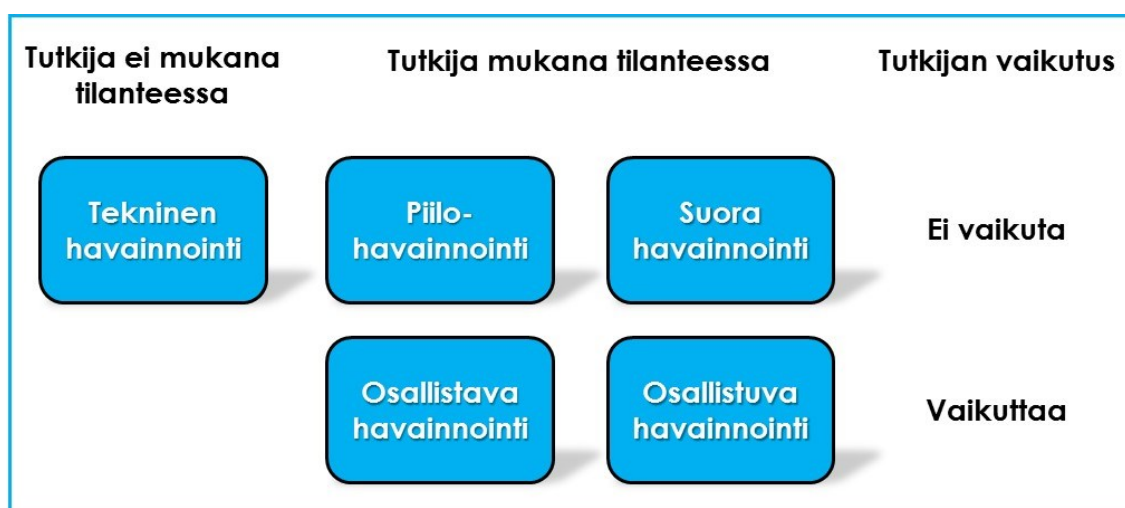 Tutkija ei mukana
tilanteessa
Tutkija mukana tilanteessa
Tutkijan vaikutus
Tekninen
havainnointi
Piilo-
havainnointi
Suora
havainnointi
Ei vaikuta
Osallistava
havainnointi
Osallistuva
havainnointi
Vaikuttaa